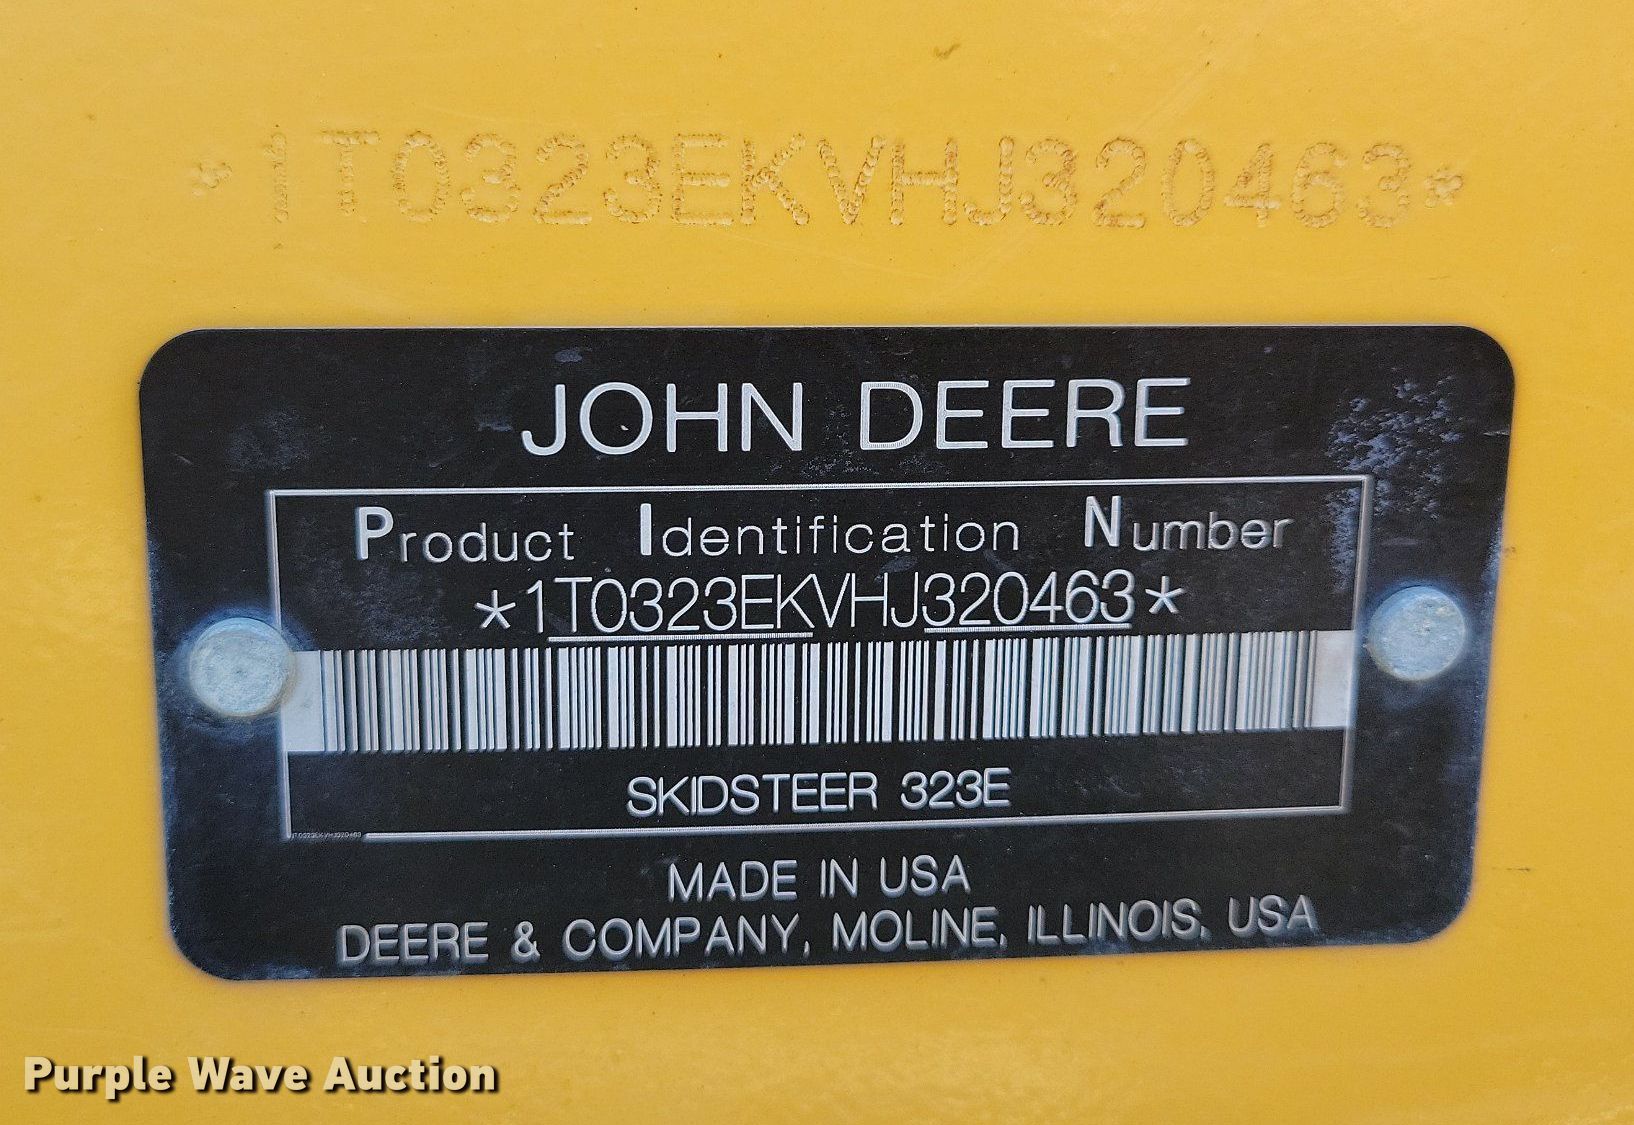 *1T0323EKVHJ320463*
JOHN DEERE
Product Identification Number
*1T0323EKVHJ320463*
SKIDSTEER 323E
1T0323EKVHJ320463
MADE IN USA
DEERE & COMPANY, MOLINE, ILLINOIS, USA
Purple Wave Auction